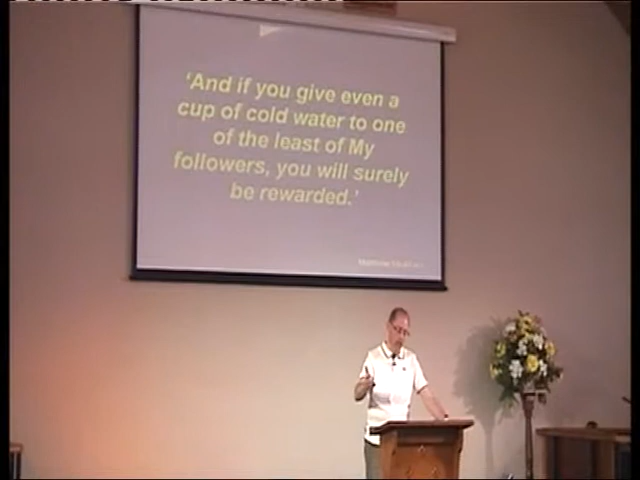 ‘And if you give even a
cup of cold water to one
of the least of My
followers, you will surely
be rewarded.’
Matthew